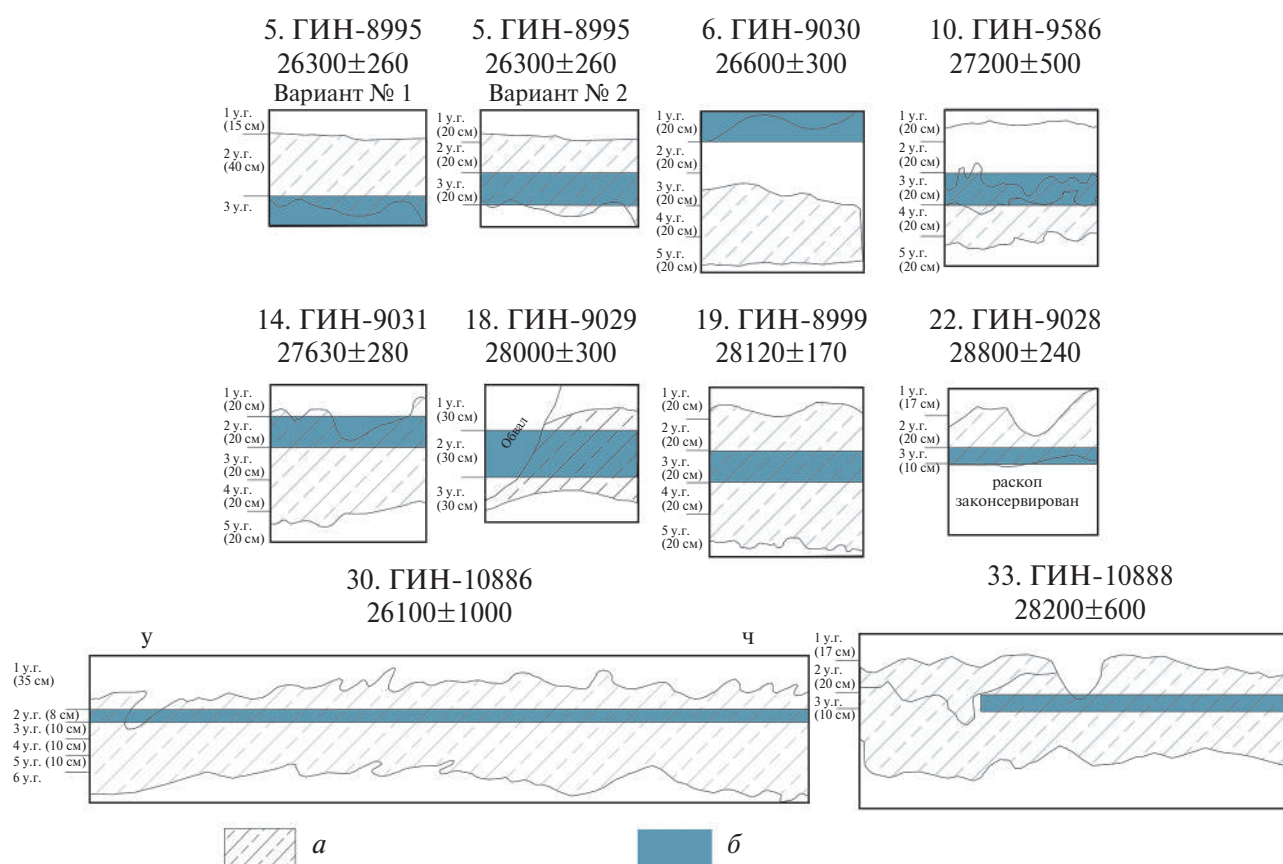 5. ГИН-8995
26300±260
Вариант № 1
1 у.г.
(15 см)
2 у.г.
(40 см)
3 у.г.
5. ГИН-8995
26300±260
Вариант № 2
1 у.г.
(20 см)
2 у.г.
(20 см)
3 у.г.
(20 см)
6. ГИН-9030
26600±300
1 у.г.
(20 см)
2 у.г.
(20 см)
3 у.г.
(20 см)
4 у.г.
(20 см)
5 у.г.
(20 см)
10. ГИН-9586
27200±500
1 у.г.
(20 см)
2 у.г.
(20 см)
3 у.г.
(20 см)
4 у.г.
(20 см)
5 у.г.
(20 см)
14. ГИН-9031
27630±280
1 у.г.
(20 см)
2 у.г.
(20 см)
3 у.г.
(20 см)
4 у.г.
(20 см)
5 у.г.
(20 см)
18. ГИН-9029
28000±300
1 у.г.
(30 см)
2 у.г.
(30 см)
3 у.г.
(30 см)
Обвал
19. ГИН-8999
28120±170
1 у.г.
(20 см)
2 у.г.
(20 см)
3 у.г.
(20 см)
4 у.г.
(20 см)
5 у.г.
(20 см)
22. ГИН-9028
28800±240
1 у.г.
(17 см)
2 у.г.
(20 см)
3 у.г.
(10 см)
раскоп
законсервирован
30. ГИН-10886
26100±1000
у
ч
1 у.г.
(35 см)
2 у.г. (8 см)
3 у.г. (10 см)
4 у.г. (10 см)
5 у.г. (10 см)
6 у.г.
33. ГИН-10888
28200±600
1 у.г.
(17 см)
2 у.г.
(20 см)
3 у.г.
(10 см)
а
б